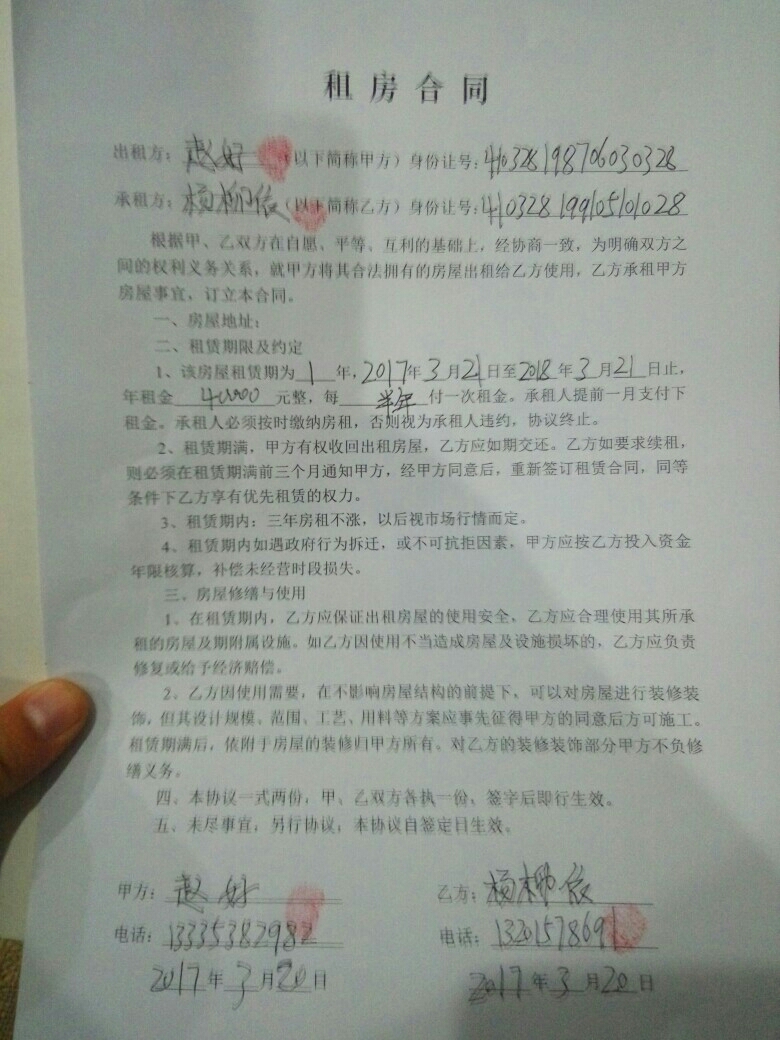 租房合同
出租方：赵好（以下简称甲方）身份让号：410328198706030328
承租方：杨柳依（以下简称乙方）身份让号：410328199105101028
根据甲、乙双方在自愿、平等、互利的基础上，经协商一致，为明确双方之
间的权利义务关系，就甲方将其合法拥有的房屋出租给乙方使用，乙方承租甲方
房屋事宜，订立本合同。
一、房屋地址：
二、租赁期限及约定
1、该房屋租赁期为1年，2017年3月21日至2018年3月21日止，
年租金 元整，每半年付一次租金。承租人提前一月支付下
租金。承租人必须按时缴纳房租，否则视为承租人违约，协议终止。
2、租赁期满，甲方有权收回出租房屋，乙方应如期交还。乙方如要求续租，
则必须在租赁期满前三个月通知甲方，经甲方同意后，重新签订租赁合同，同等
条件下乙方享有优先租赁的权力。
3、租赁期内：三年房租不涨，以后视市场行情而定。
4、租赁期内如遇政府行为拆迁，或不可抗拒因素，甲方应按乙方投入资金
年限核算，补偿未经营时段损失。
三、房屋修缮与使用
1、在租赁期内，乙方应保证出租房屋的使用安全，乙方应合理使用其所承
租的房屋及期附属设施。如乙方因使用不当造成房屋及设施损坏的，乙方应负责
修复或给予经济赔偿。
2、乙方因使用需要，在不影响房屋结构的前提下，可以对房屋进行装修装
饰，但其设计规模、范围、工艺、用料等方案应事先征得甲方的同意后方可施工。
租赁期满后，依附于房屋的装修归甲方所有。对乙方的装修装饰部分甲方不负修
缮义务。
四、本协议一式两份，甲、乙双方各执一份，签字后即行生效。
五、未尽事宜，另行协议，本协议自签定日生效。
甲方：赵好 乙方：杨柳依
电话：13335382982 电话：13201578691
2017年3月20日 2017年3月20日